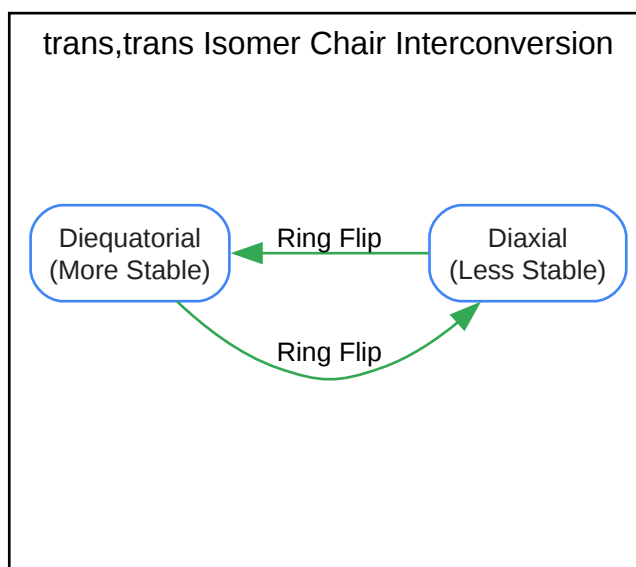 trans,trans Isomer Chair Interconversion
Diequatorial
(More Stable)
Ring Flip
Diaxial
(Less Stable)
Ring Flip